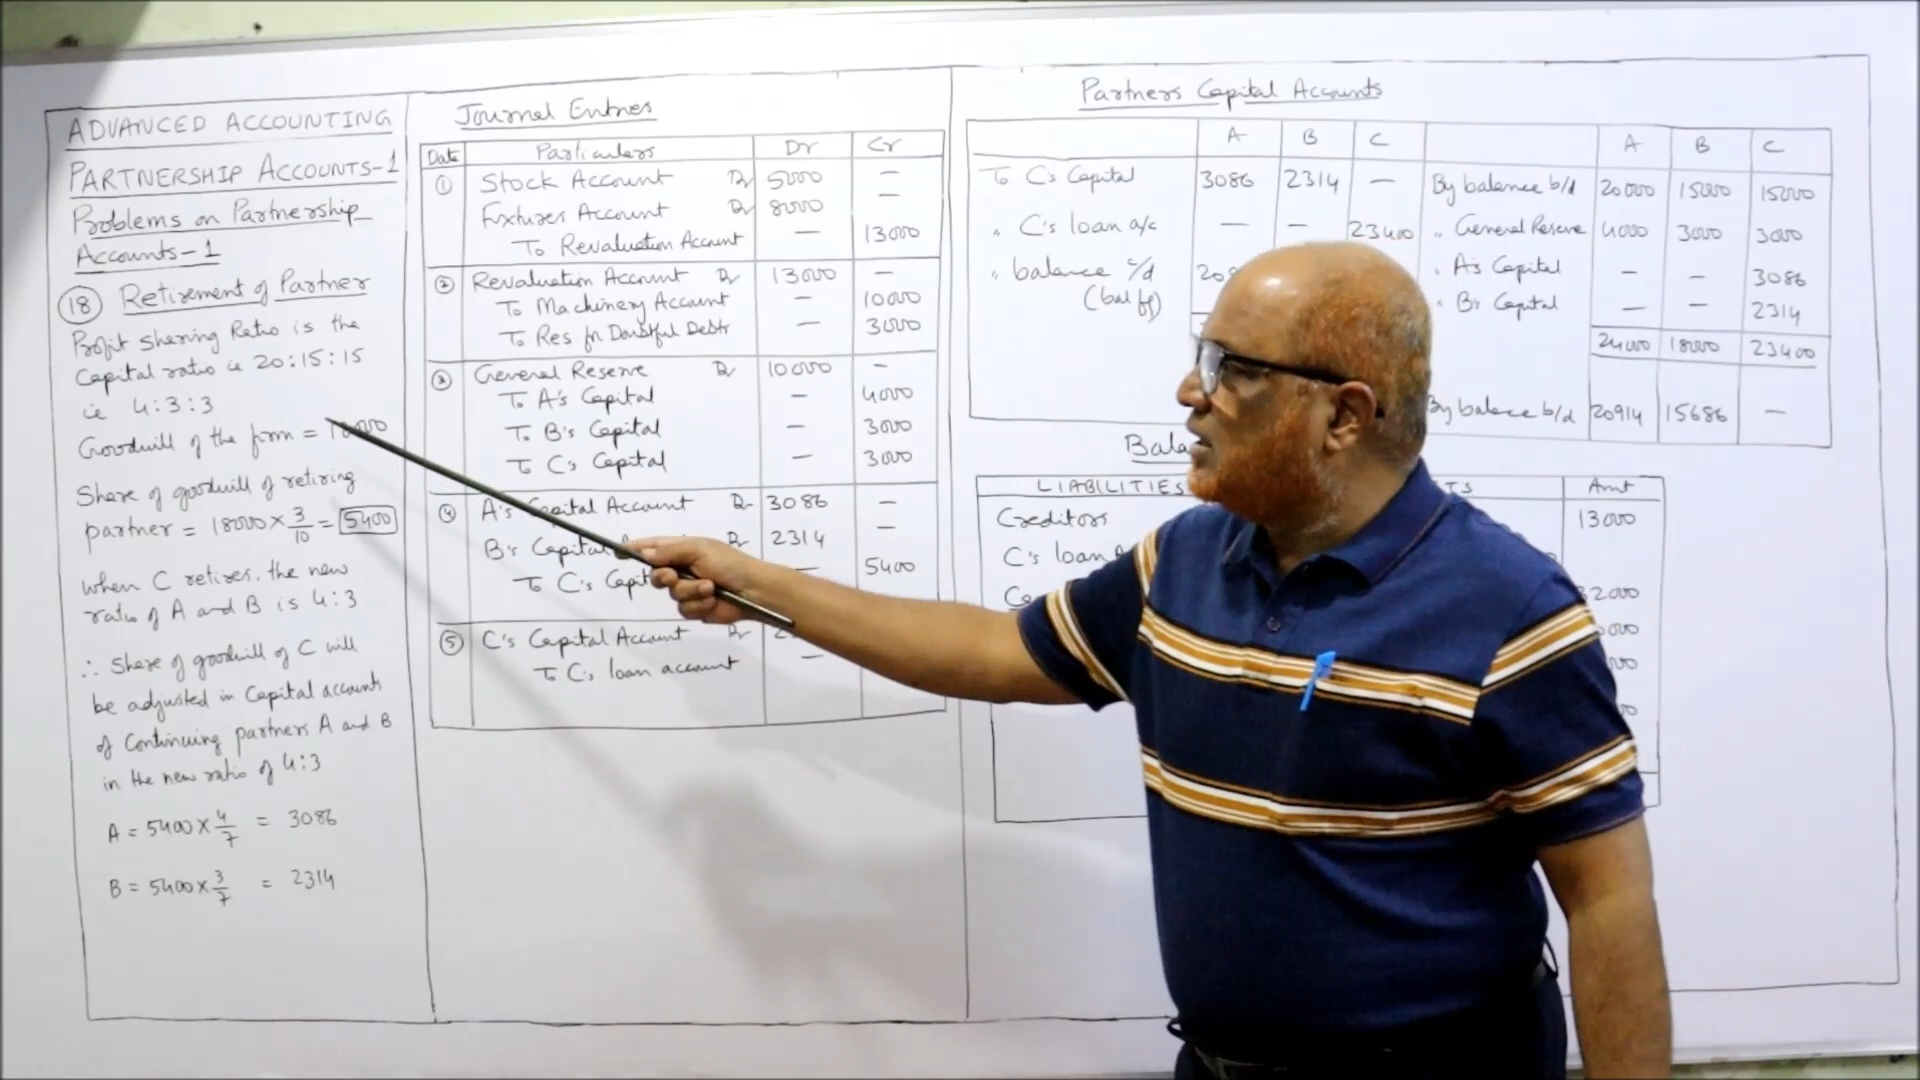 ADVANCED ACCOUNTING
PARTNERSHIP ACCOUNTS-1
Problems on Partnership
Accounts-1
18 Retirement of Partner
Profit sharing Ratio is the
Capital ratio ie 20:15:15
ie 4:3:3
Goodwill of the firm =
Share of goodwill of retiring
partner = 18000 × 3/10 = 5400
when C retires, the new
ratio of A and B is 4:3
∴ Share of goodwill of C will
be adjusted in Capital accounts
of Continuing partners A and B
in the new ratio of 4:3
A = 5400 × 4/7 = 3086
B = 5400 × 3/7 = 2314
Journal Entries
Date Particulars Dr Cr
① Stock Account Dr 5000 —
Fixtures Account Dr 8000 —
To Revaluation Account — 13000
② Revaluation Account Dr 13000 —
To Machinery Account — 10000
To Res. for Doubtful Debts — 3000
③ General Reserve Dr 10000 —
To A's Capital — 4000
To B's Capital — 3000
To C's Capital — 3000
④ A's Capital Account Dr 3086 —
B's Capital Dr 2314 —
To C's — 5400
⑤ C's Capital Account Dr
To C's loan account —
Partners Capital Accounts
A B C A B C
To C's Capital 3086 2314 — By balance b/d 20000 15000 15000
„ C's loan a/c — — 23400 „ General Reserve 4000 3000 3000
„ balance c/d A's Capital — — 3086
(bal fg) B's Capital — — 2314
24000 18000 23400
By balance b/d 20914 15686 —
LIABILITIES Amt
Creditors 13000
C's loan